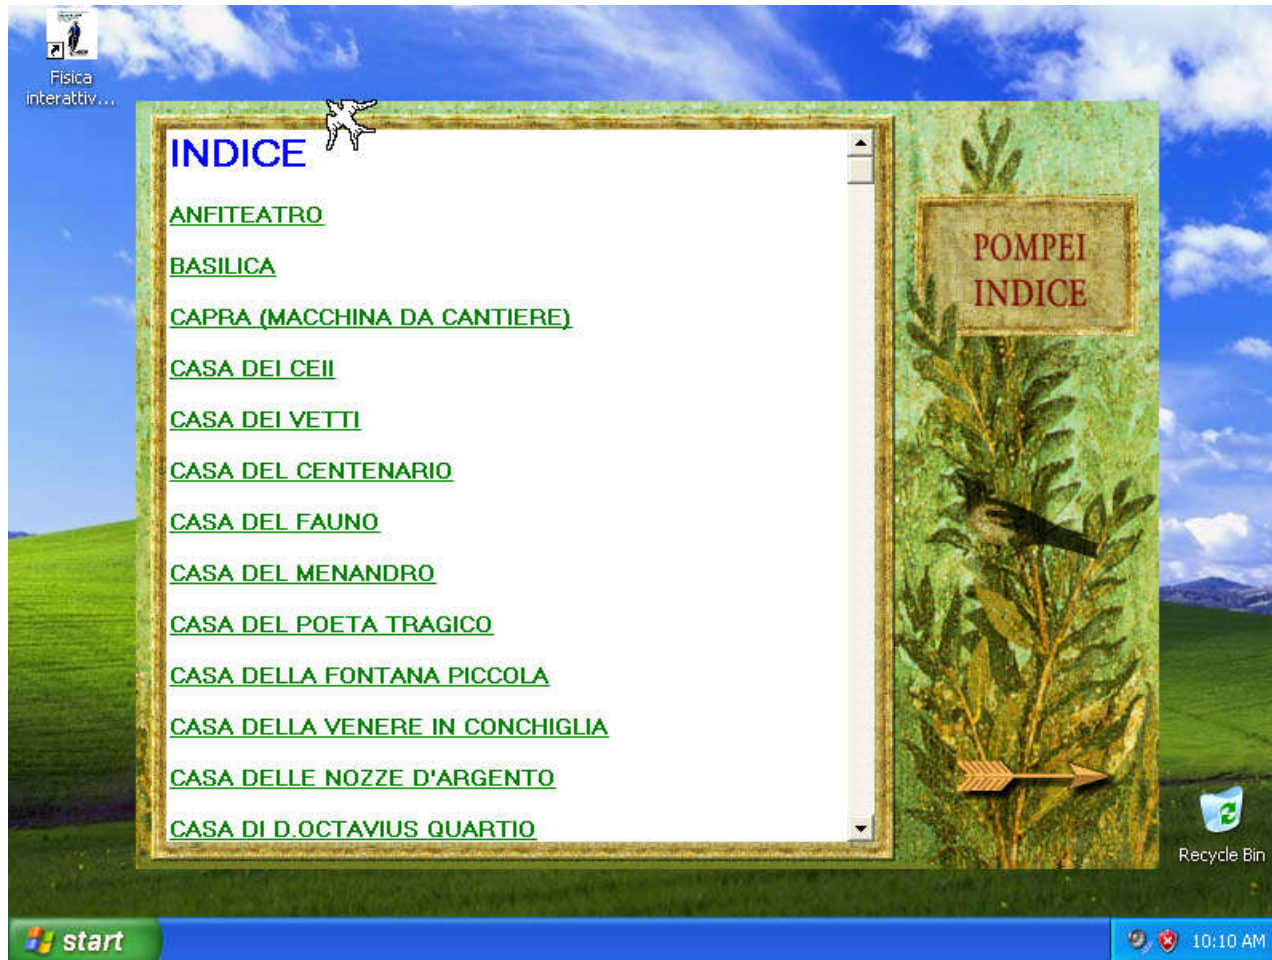 Fisica
interattiv...
INDICE
ANFITEATRO
BASILICA
CAPRA (MACCHINA DA CANTIERE)
CASA DEI CEII
CASA DEI VETTI
CASA DEL CENTENARIO
CASA DEL FAUNO
CASA DEL MENANDRO
CASA DEL POETA TRAGICO
CASA DELLA FONTANA PICCOLA
CASA DELLA VENERE IN CONCHIGLIA
CASA DELLE NOZZE D'ARGENTO
CASA DI D.OCTAVIUS QUARTIO
POMPEI
INDICE
Recycle Bin
start
10:10 AM